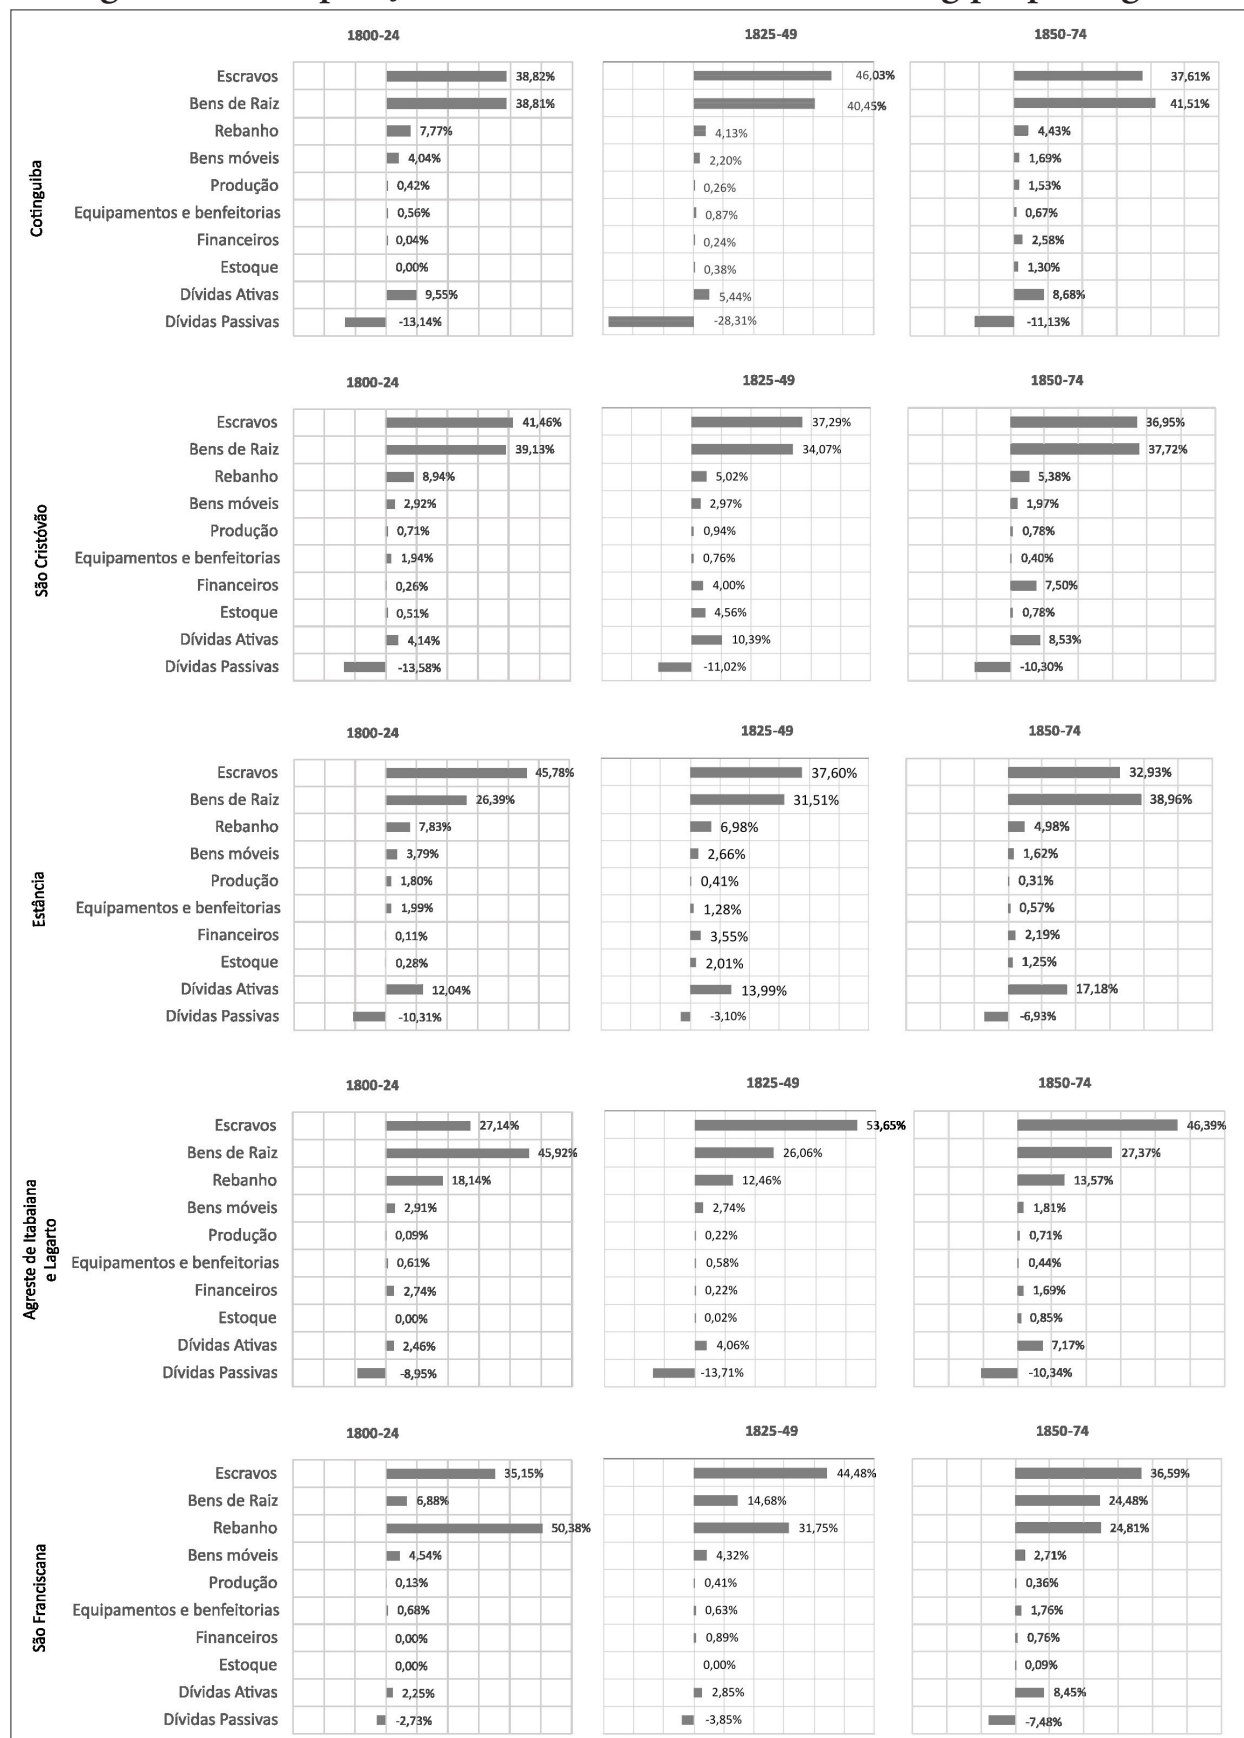 1800-24 1825-49 1850-74
Cotinguiba
Escravos 38,82% 46,03% 37,61%
Bens de Raiz 38,81% 40,45% 41,51%
Rebanho 7,77% 4,13% 4,43%
Bens móveis 4,04% 2,20% 1,69%
Produção 0,42% 0,26% 1,53%
Equipamentos e benfeitorias 0,56% 0,87% 0,67%
Financeiros 0,04% 0,24% 2,58%
Estoque 0,00% 0,38% 1,30%
Dívidas Ativas 9,55% 5,44% 8,68%
Dívidas Passivas -13,14% -28,31% -11,13%
1800-24 1825-49 1850-74
São Cristóvão
Escravos 41,46% 37,29% 36,95%
Bens de Raiz 39,13% 34,07% 37,72%
Rebanho 8,94% 5,02% 5,38%
Bens móveis 2,92% 2,97% 1,97%
Produção 0,71% 0,94% 0,78%
Equipamentos e benfeitorias 1,94% 0,76% 0,40%
Financeiros 0,26% 4,00% 7,50%
Estoque 0,51% 4,56% 0,78%
Dívidas Ativas 4,14% 10,39% 8,53%
Dívidas Passivas -13,58% -11,02% -10,30%
1800-24 1825-49 1850-74
Estância
Escravos 45,78% 37,60% 32,93%
Bens de Raiz 26,39% 31,51% 38,96%
Rebanho 7,83% 6,98% 4,98%
Bens móveis 3,79% 2,66% 1,62%
Produção 1,80% 0,41% 0,31%
Equipamentos e benfeitorias 1,99% 1,28% 0,57%
Financeiros 0,11% 3,55% 2,19%
Estoque 0,28% 2,01% 1,25%
Dívidas Ativas 12,04% 13,99% 17,18%
Dívidas Passivas -10,31% -3,10% -6,93%
1800-24 1825-49 1850-74
Agreste de Itabaiana
e Lagarto
Escravos 27,14% 53,65% 46,39%
Bens de Raiz 45,92% 26,06% 27,37%
Rebanho 18,14% 12,46% 13,57%
Bens móveis 2,91% 2,74% 1,81%
Produção 0,09% 0,22% 0,71%
Equipamentos e benfeitorias 0,61% 0,58% 0,44%
Financeiros 2,74% 0,22% 1,69%
Estoque 0,00% 0,02% 0,85%
Dívidas Ativas 2,46% 4,06% 7,17%
Dívidas Passivas -8,95% -13,71% -10,34%
1800-24 1825-49 1850-74
São Franciscana
Escravos 35,15% 44,48% 36,59%
Bens de Raiz 6,88% 14,68% 24,48%
Rebanho 50,38% 31,75% 24,81%
Bens móveis 4,54% 4,32% 2,71%
Produção 0,13% 0,41% 0,36%
Equipamentos e benfeitorias 0,68% 0,63% 1,76%
Financeiros 0,00% 0,89% 0,76%
Estoque 0,00% 0,00% 0,09%
Dívidas Ativas 2,25% 2,85% 8,45%
Dívidas Passivas -2,73% -3,85% -7,48%